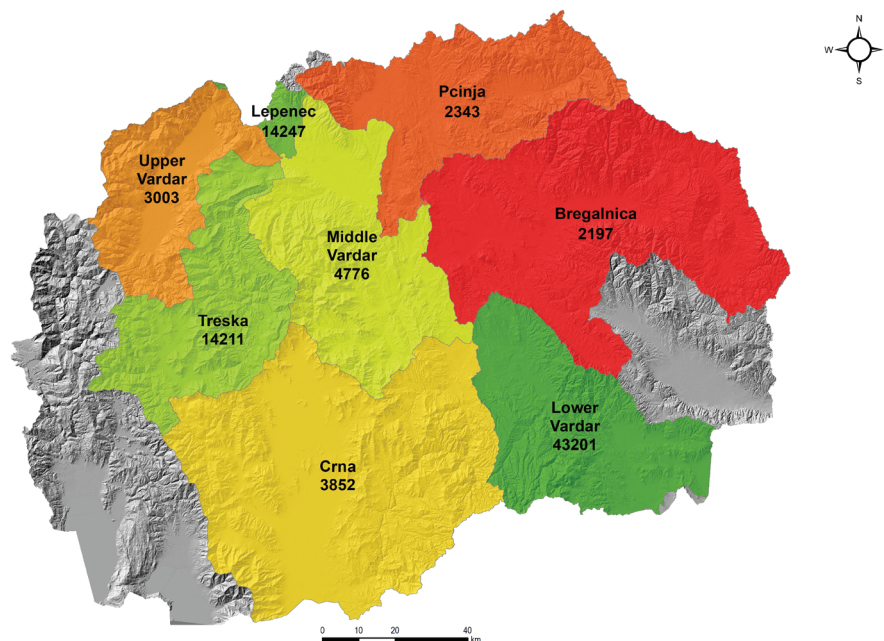 N
W
E
S
Pcinja
2343
Lepenec
14247
Upper
Vardar
3003
Bregalnica
2197
Middle
Vardar
4776
Treska
14211
Lower
Vardar
43201
Crna
3852
0 10 20 40
km